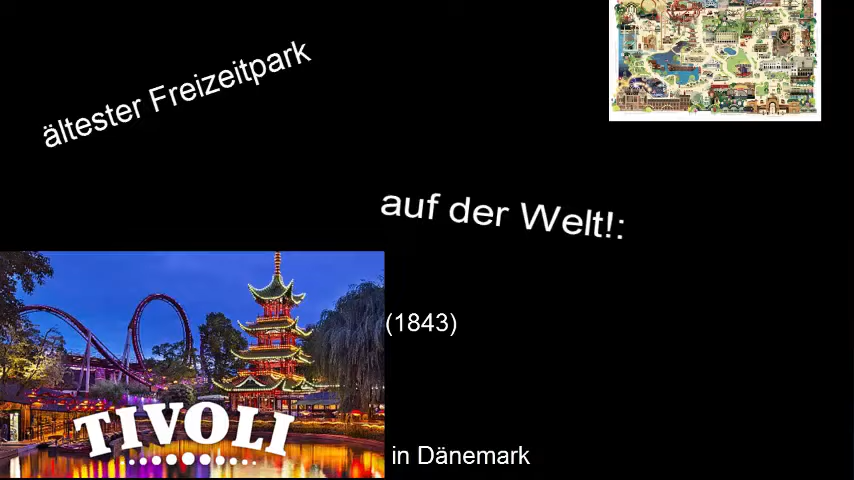 ältester Freizeitpark
auf der Welt!:
(1843)
TIVOLI
in Dänemark